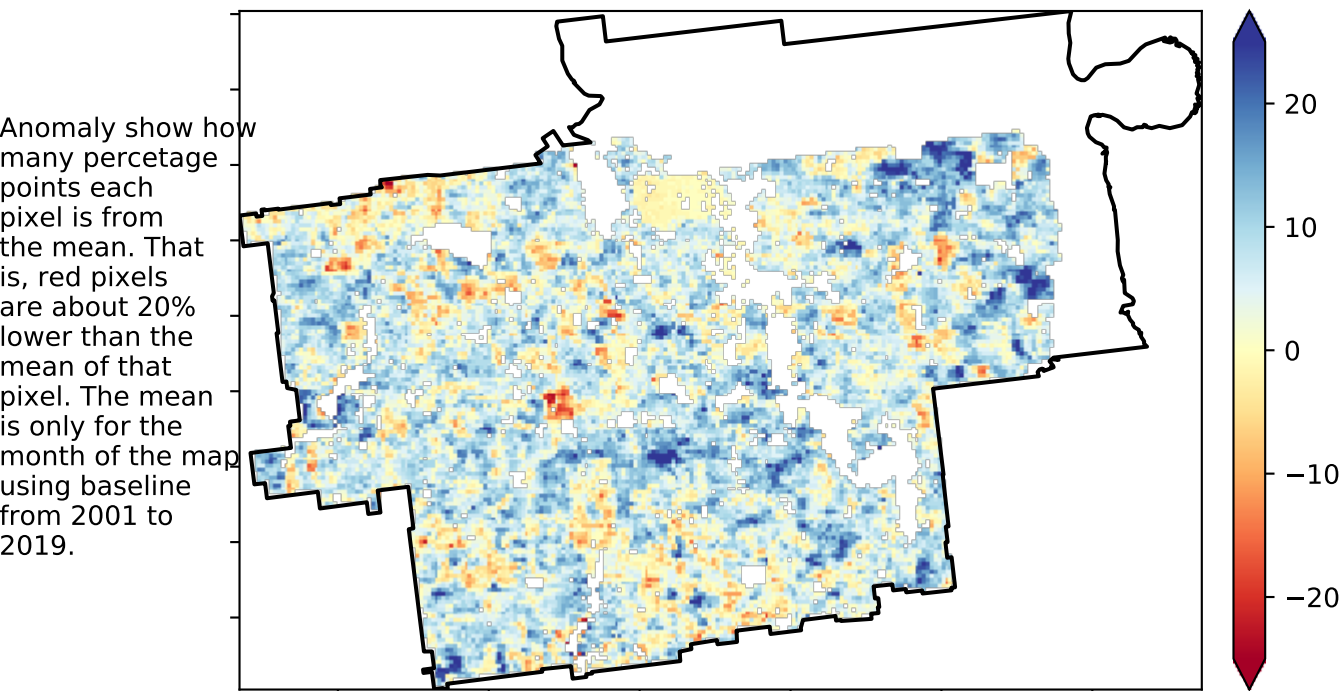 Anomaly show how
many percetage
points each
pixel is from
the mean. That
is, red pixels
are about 20%
lower than the
mean of that
pixel. The mean
is only for the
month of the map
using baseline
from 2001 to
2019.
20
10
0
−10
−20